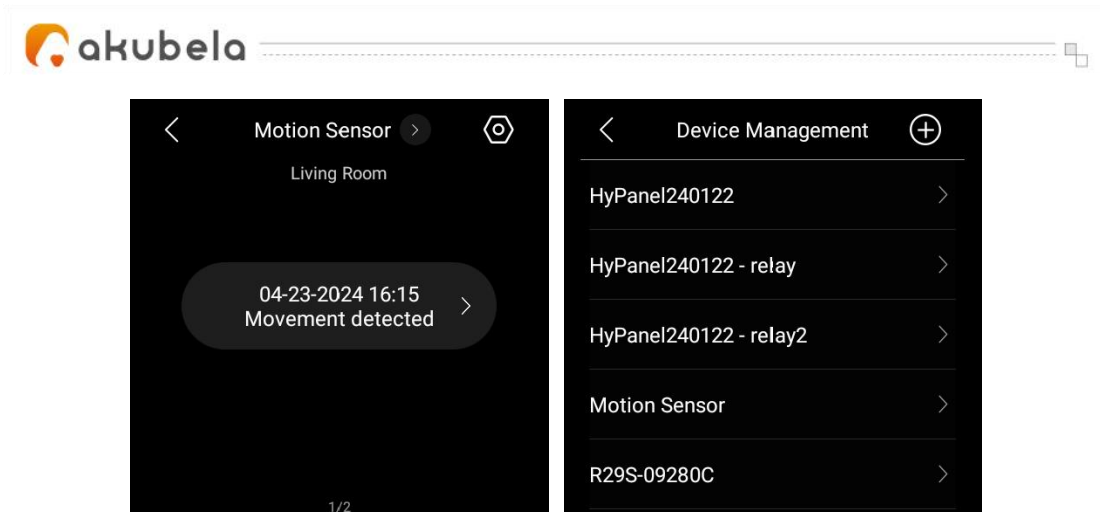 akubela
Motion Sensor
Living Room
04-23-2024 16:15
Movement detected
1/2
Device Management
HyPanel240122
HyPanel240122 - relay
HyPanel240122 - relay2
Motion Sensor
R29S-09280C